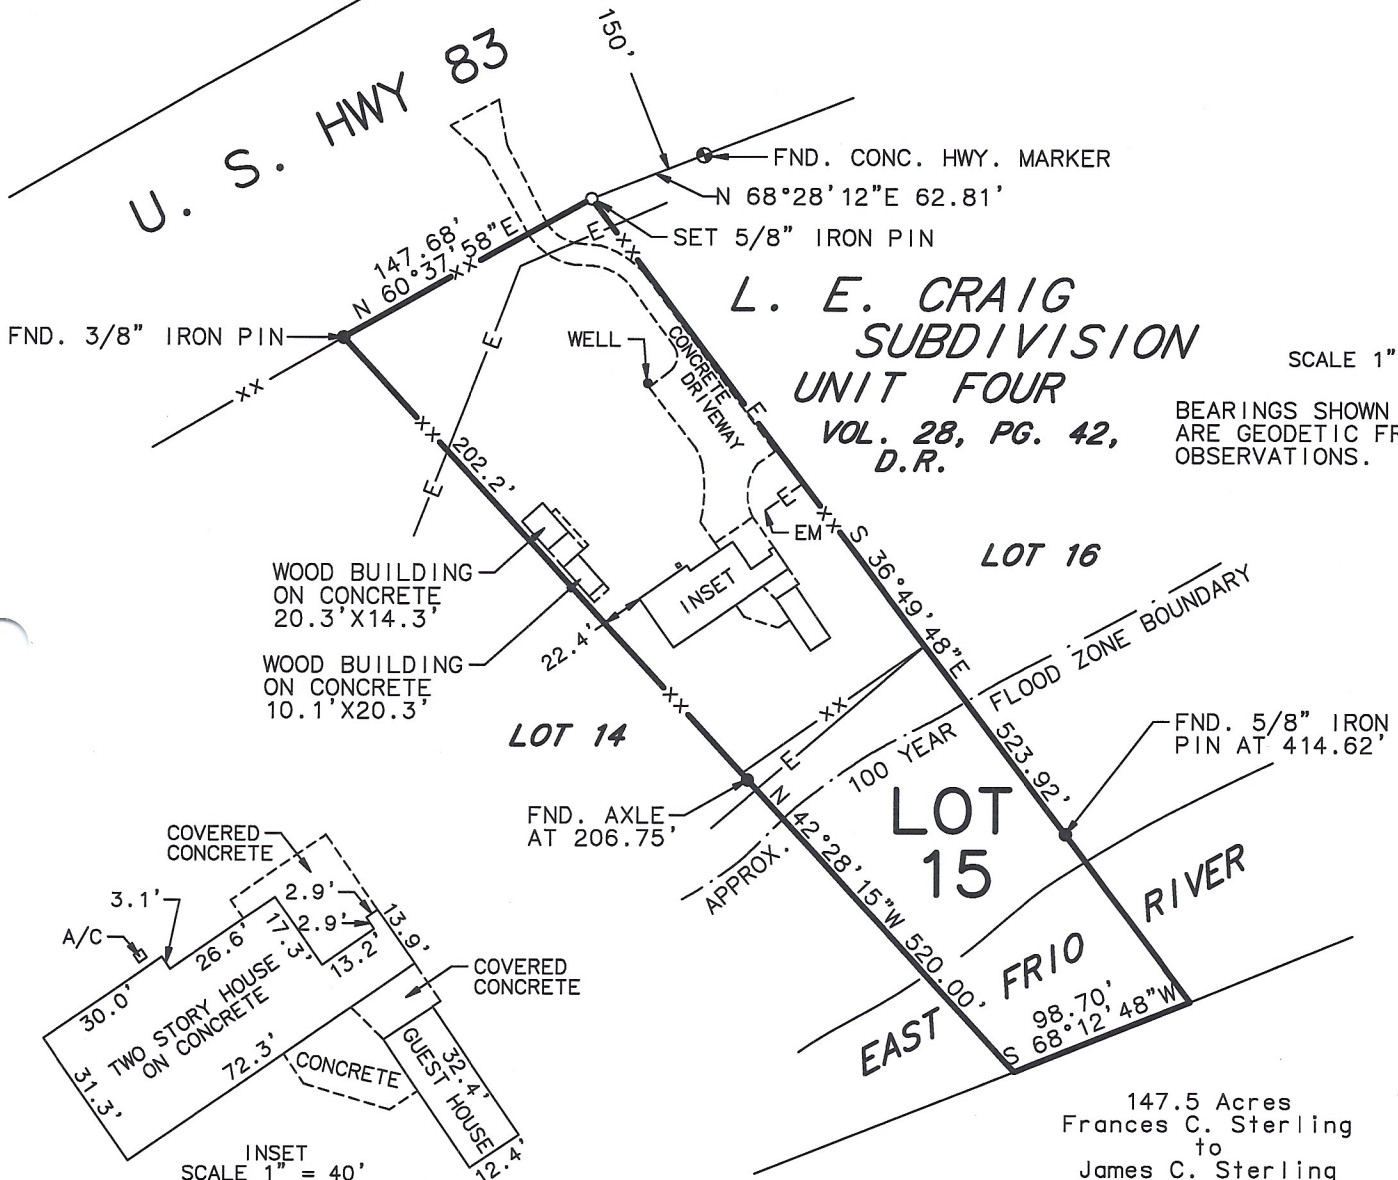 U. S. HWY 83
150'
FND. CONC. HWY. MARKER
N 68°28'12"E 62.81'
SET 5/8" IRON PIN
147.68'
N 60°37'58"E
XX
E
XX
FND. 3/8" IRON PIN
XX
E
WELL
CONCRETE
DRIVEWAY
L. E. CRAIG
SUBDIVISION
UNIT FOUR
VOL. 28, PG. 42,
D.R.
SCALE 1"
BEARINGS SHOWN
ARE GEODETIC FR
OBSERVATIONS.
E
XX
202.2'
E
E
XX
EM
LOT 16
WOOD BUILDING
ON CONCRETE
20.3'X14.3'
INSET
S 36°49'48"E 523.92'
FLOOD ZONE BOUNDARY
22.4'
WOOD BUILDING
ON CONCRETE
10.1'X20.3'
XX
XX
LOT 14
E
100 YEAR
APPROX.
FND. 5/8" IRON
PIN AT 414.62'
FND. AXLE
AT 206.75'
N 42°28'15"W 520.00'
LOT
15
EAST FRIO RIVER
98.70'
S 68°12'48"W
COVERED
CONCRETE
3.1'
2.9'
2.9'
A/C
26.6'
17.3'
13.2'
13.9'
COVERED
CONCRETE
30.0'
TWO STORY HOUSE
ON CONCRETE
72.3'
31.3'
CONCRETE
GUEST HOUSE
32.4'
12.4'
INSET
SCALE 1" = 40'
147.5 Acres
Frances C. Sterling
to
James C. Sterling